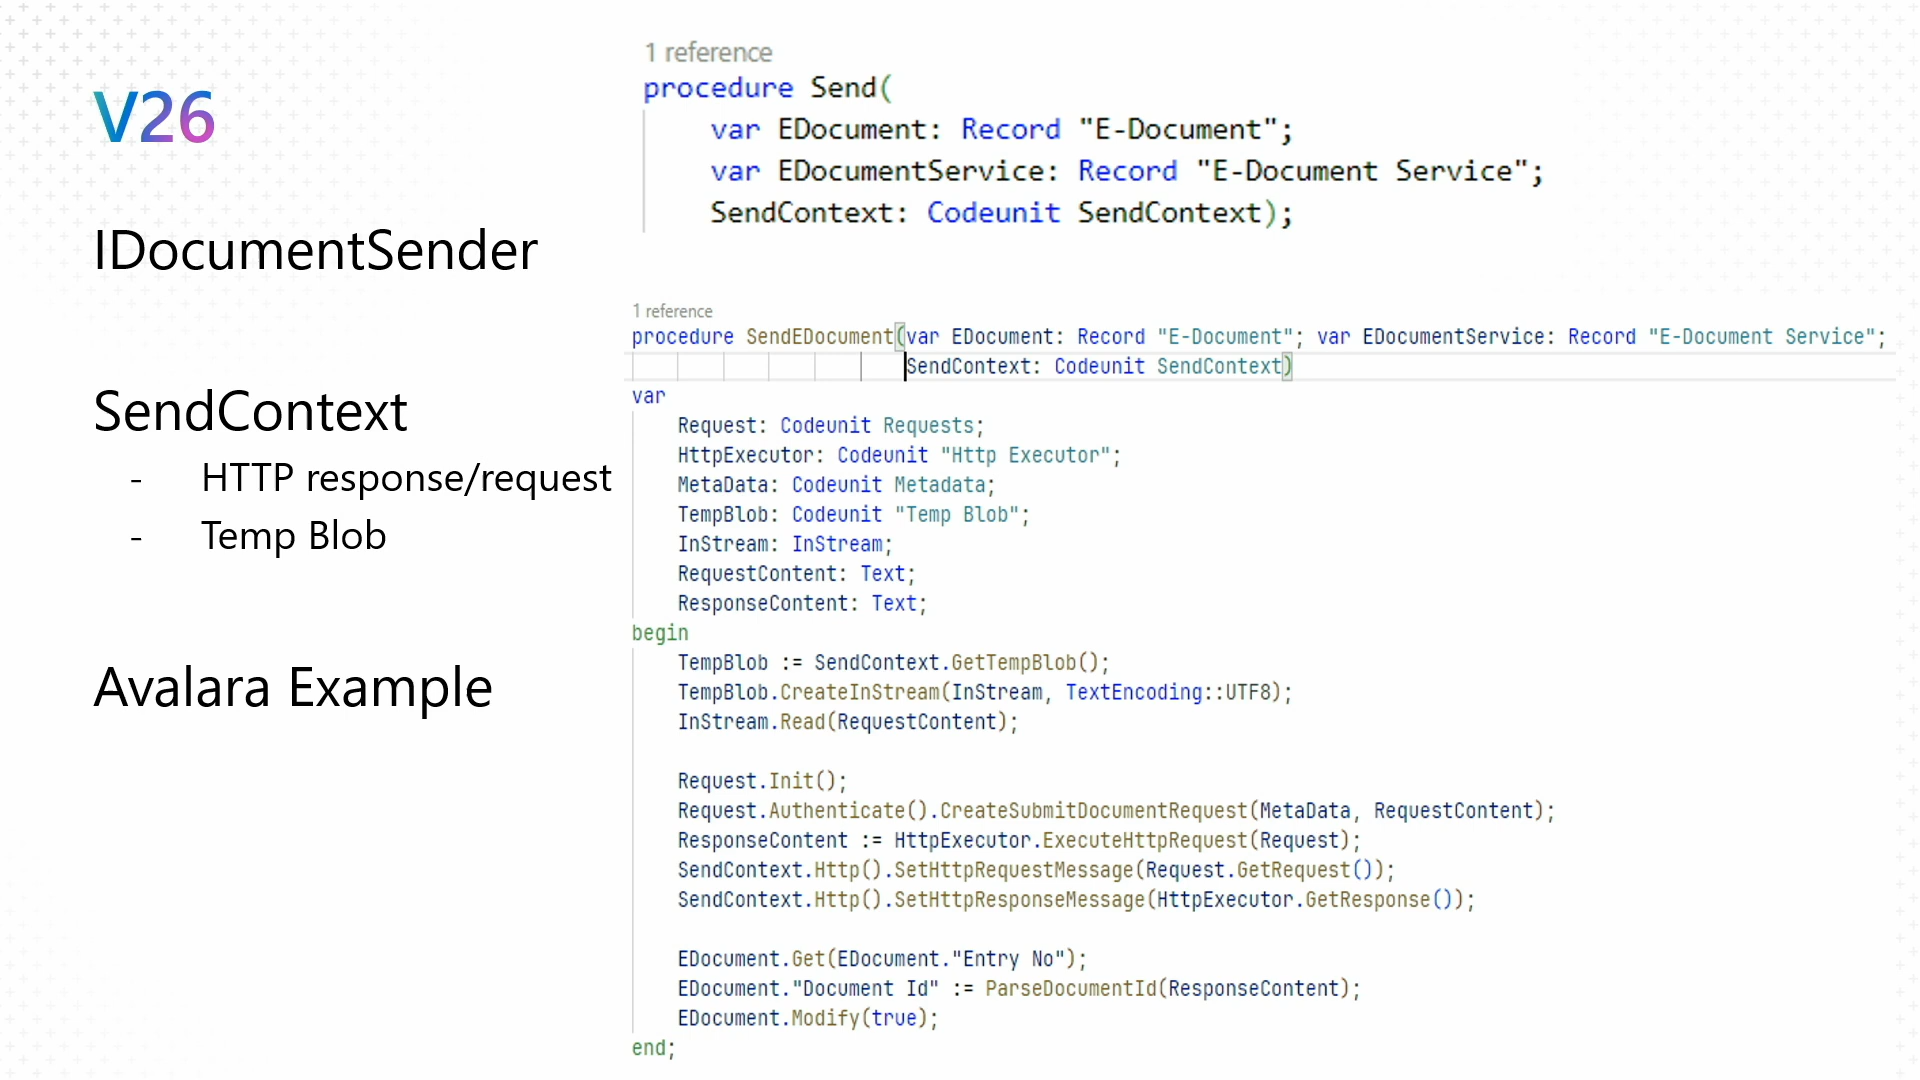 V26
IDocumentSender
SendContext
- HTTP response/request
- Temp Blob
Avalara Example
1 reference
procedure Send(
var EDocument: Record "E-Document";
var EDocumentService: Record "E-Document Service";
SendContext: Codeunit SendContext);
1 reference
procedure SendEDocument(var EDocument: Record "E-Document"; var EDocumentService: Record "E-Document Service";
SendContext: Codeunit SendContext)
var
Request: Codeunit Requests;
HttpExecutor: Codeunit "Http Executor";
MetaData: Codeunit Metadata;
TempBlob: Codeunit "Temp Blob";
InStream: InStream;
RequestContent: Text;
ResponseContent: Text;
begin
TempBlob := SendContext.GetTempBlob();
TempBlob.CreateInStream(InStream, TextEncoding::UTF8);
InStream.Read(RequestContent);
Request.Init();
Request.Authenticate().CreateSubmitDocumentRequest(MetaData, RequestContent);
ResponseContent := HttpExecutor.ExecuteHttpRequest(Request);
SendContext.Http().SetHttpRequestMessage(Request.GetRequest());
SendContext.Http().SetHttpResponseMessage(HttpExecutor.GetResponse());
EDocument.Get(EDocument."Entry No");
EDocument."Document Id" := ParseDocumentId(ResponseContent);
EDocument.Modify(true);
end;